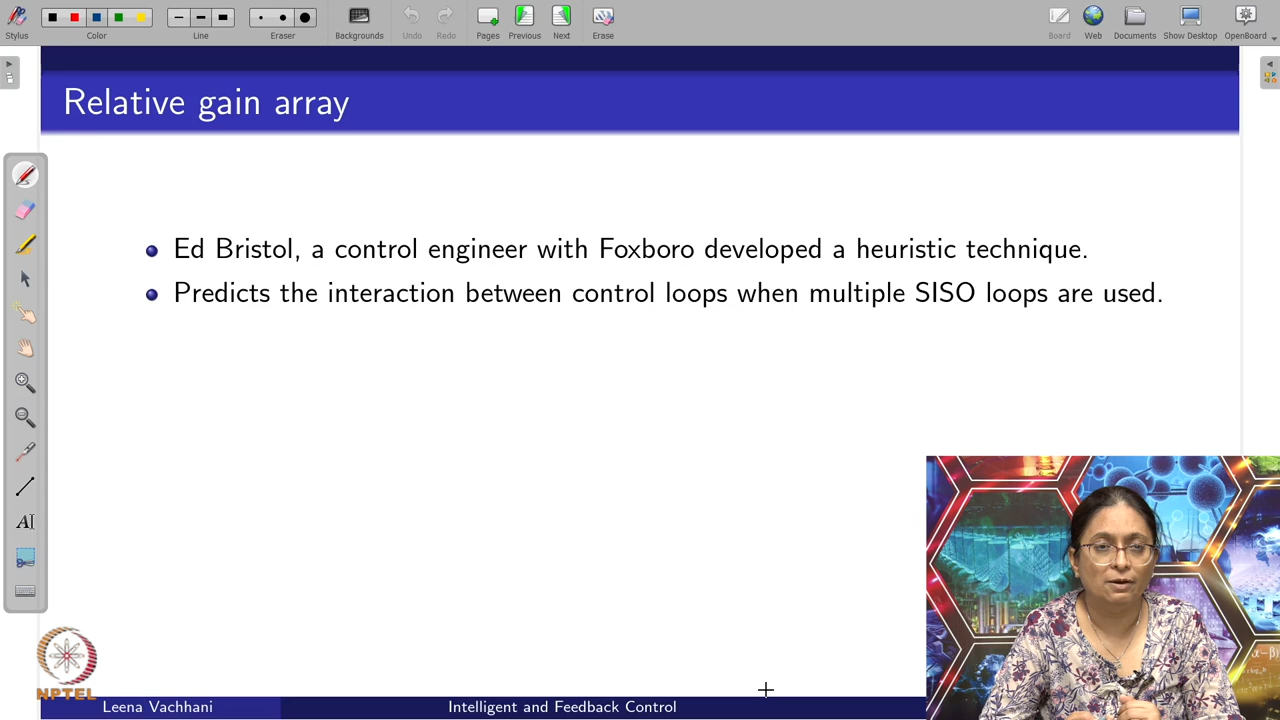 Stylus
Color
Line
Eraser
Backgrounds
Undo
Redo
Pages
Previous
Next
Erase
Board
Web
Documents
Show Desktop
OpenBoard
Relative gain array
Ed Bristol, a control engineer with Foxboro developed a heuristic technique.
Predicts the interaction between control loops when multiple SISO loops are used.
AI
α-β)
NPTEL
Leena Vachhani
Intelligent and Feedback Control